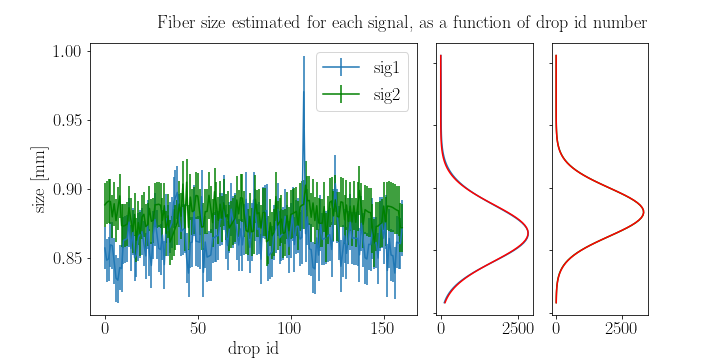 Fiber size estimated for each signal, as a function of drop id number
1.00
0.95
0.90
0.85
size [mm]
sig1
sig2
0 50 100 150
drop id
0 2500
0 2500